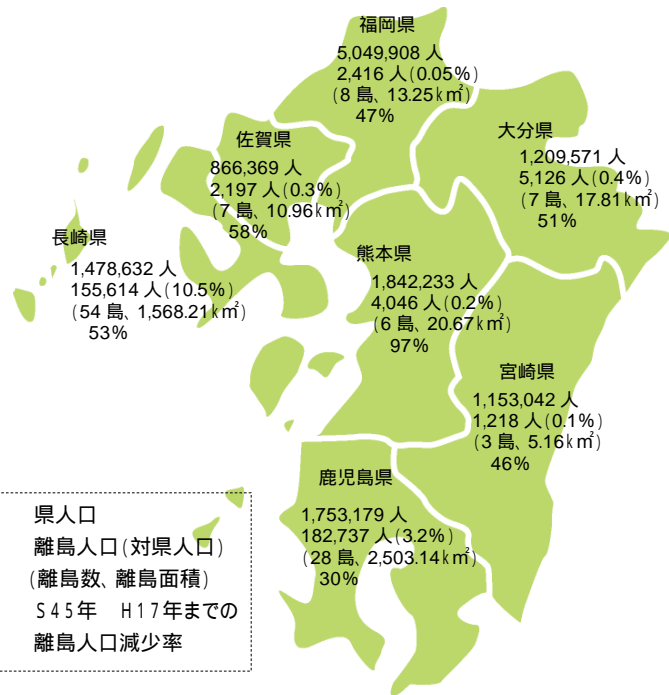 福岡県
5,049,908 人
2,416 人(0.05%)
(8 島、13.25k㎡)
47%
大分県
1,209,571 人
5,126 人(0.4%)
(7 島、17.81k㎡)
51%
佐賀県
866,369 人
2,197 人(0.3%)
(7 島、10.96k㎡)
58%
長崎県
1,478,632 人
155,614 人(10.5%)
(54 島、1,568.21k㎡)
53%
熊本県
1,842,233 人
4,046 人(0.2%)
(6 島、20.67k㎡)
97%
宮崎県
1,153,042 人
1,218 人(0.1%)
(3 島、5.16k㎡)
46%
鹿児島県
1,753,179 人
182,737 人(3.2%)
(28 島、2,503.14k㎡)
30%
県人口
離島人口(対県人口)
(離島数、離島面積)
S45年 H17年までの
離島人口減少率